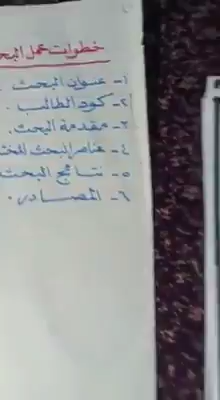 خطوات عمل البح
١- عنوان البحث .
٢- كود الطالب .
٣- مقدمة البحث.
٤- عناصر البحث
٥- نتائج البحث
٦- المصادر.